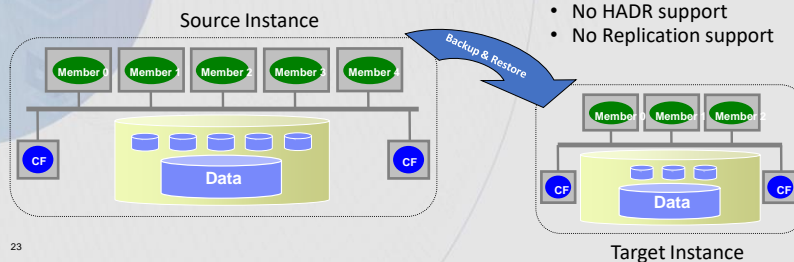 Source Instance
• No HADR support
• No Replication support
Backup & Restore
Member 0
Member 1
Member 2
Member 3
Member 4
CF
CF
Data
Member 0
Member 1
Member 2
CF
CF
Data
23
Target Instance